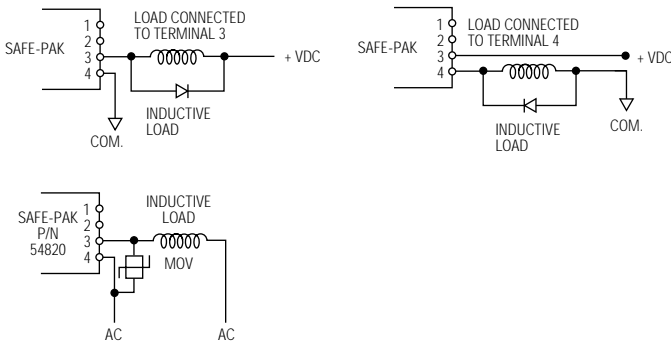 1
2
3
4
SAFE-PAK
LOAD CONNECTED
TO TERMINAL 3
+ VDC
INDUCTIVE
LOAD
COM.
1
2
3
4
SAFE-PAK
LOAD CONNECTED
TO TERMINAL 4
+ VDC
INDUCTIVE
LOAD
COM.
1
2
3
4
SAFE-PAK
P/N
54820
INDUCTIVE
LOAD
MOV
AC
AC